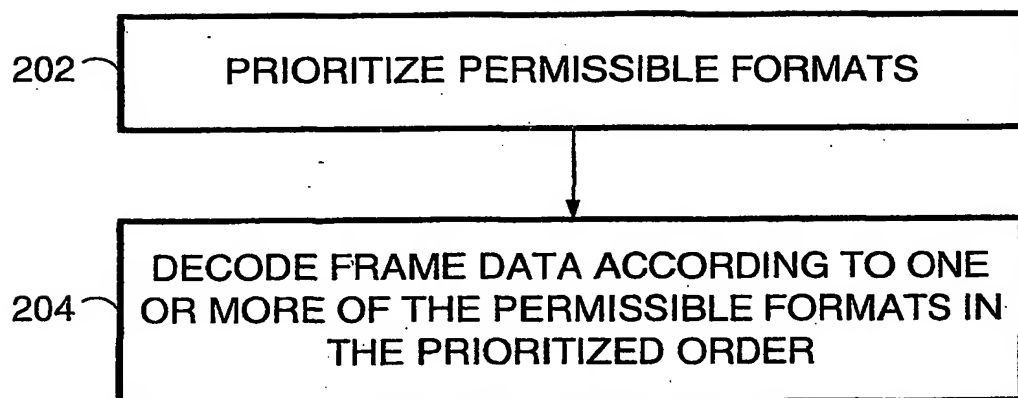 202 PRIORITIZE PERMISSIBLE FORMATS
DECODE FRAME DATA ACCORDING TO ONE
204 OR MORE OF THE PERMISSIBLE FORMATS IN
THE PRIORITIZED ORDER